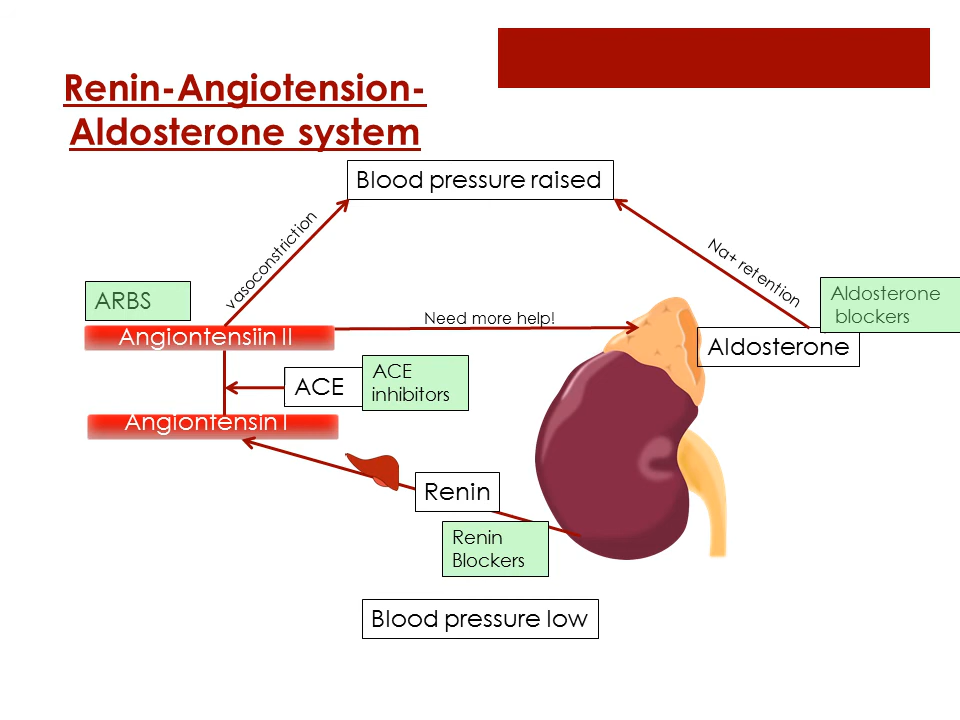 Renin-Angiotension-
Aldosterone system
Blood pressure raised
vasoconstriction
Na+ retention
ARBS
Aldosterone
blockers
Angiontensiin II
Need more help!
Aldosterone
ACE
ACE
inhibitors
Angiontensin I
Renin
Renin
Blockers
Blood pressure low